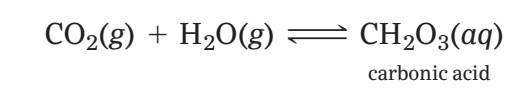 CO₂(g) + H₂O(g) ⇌ CH₂O₃(aq)
carbonic acid